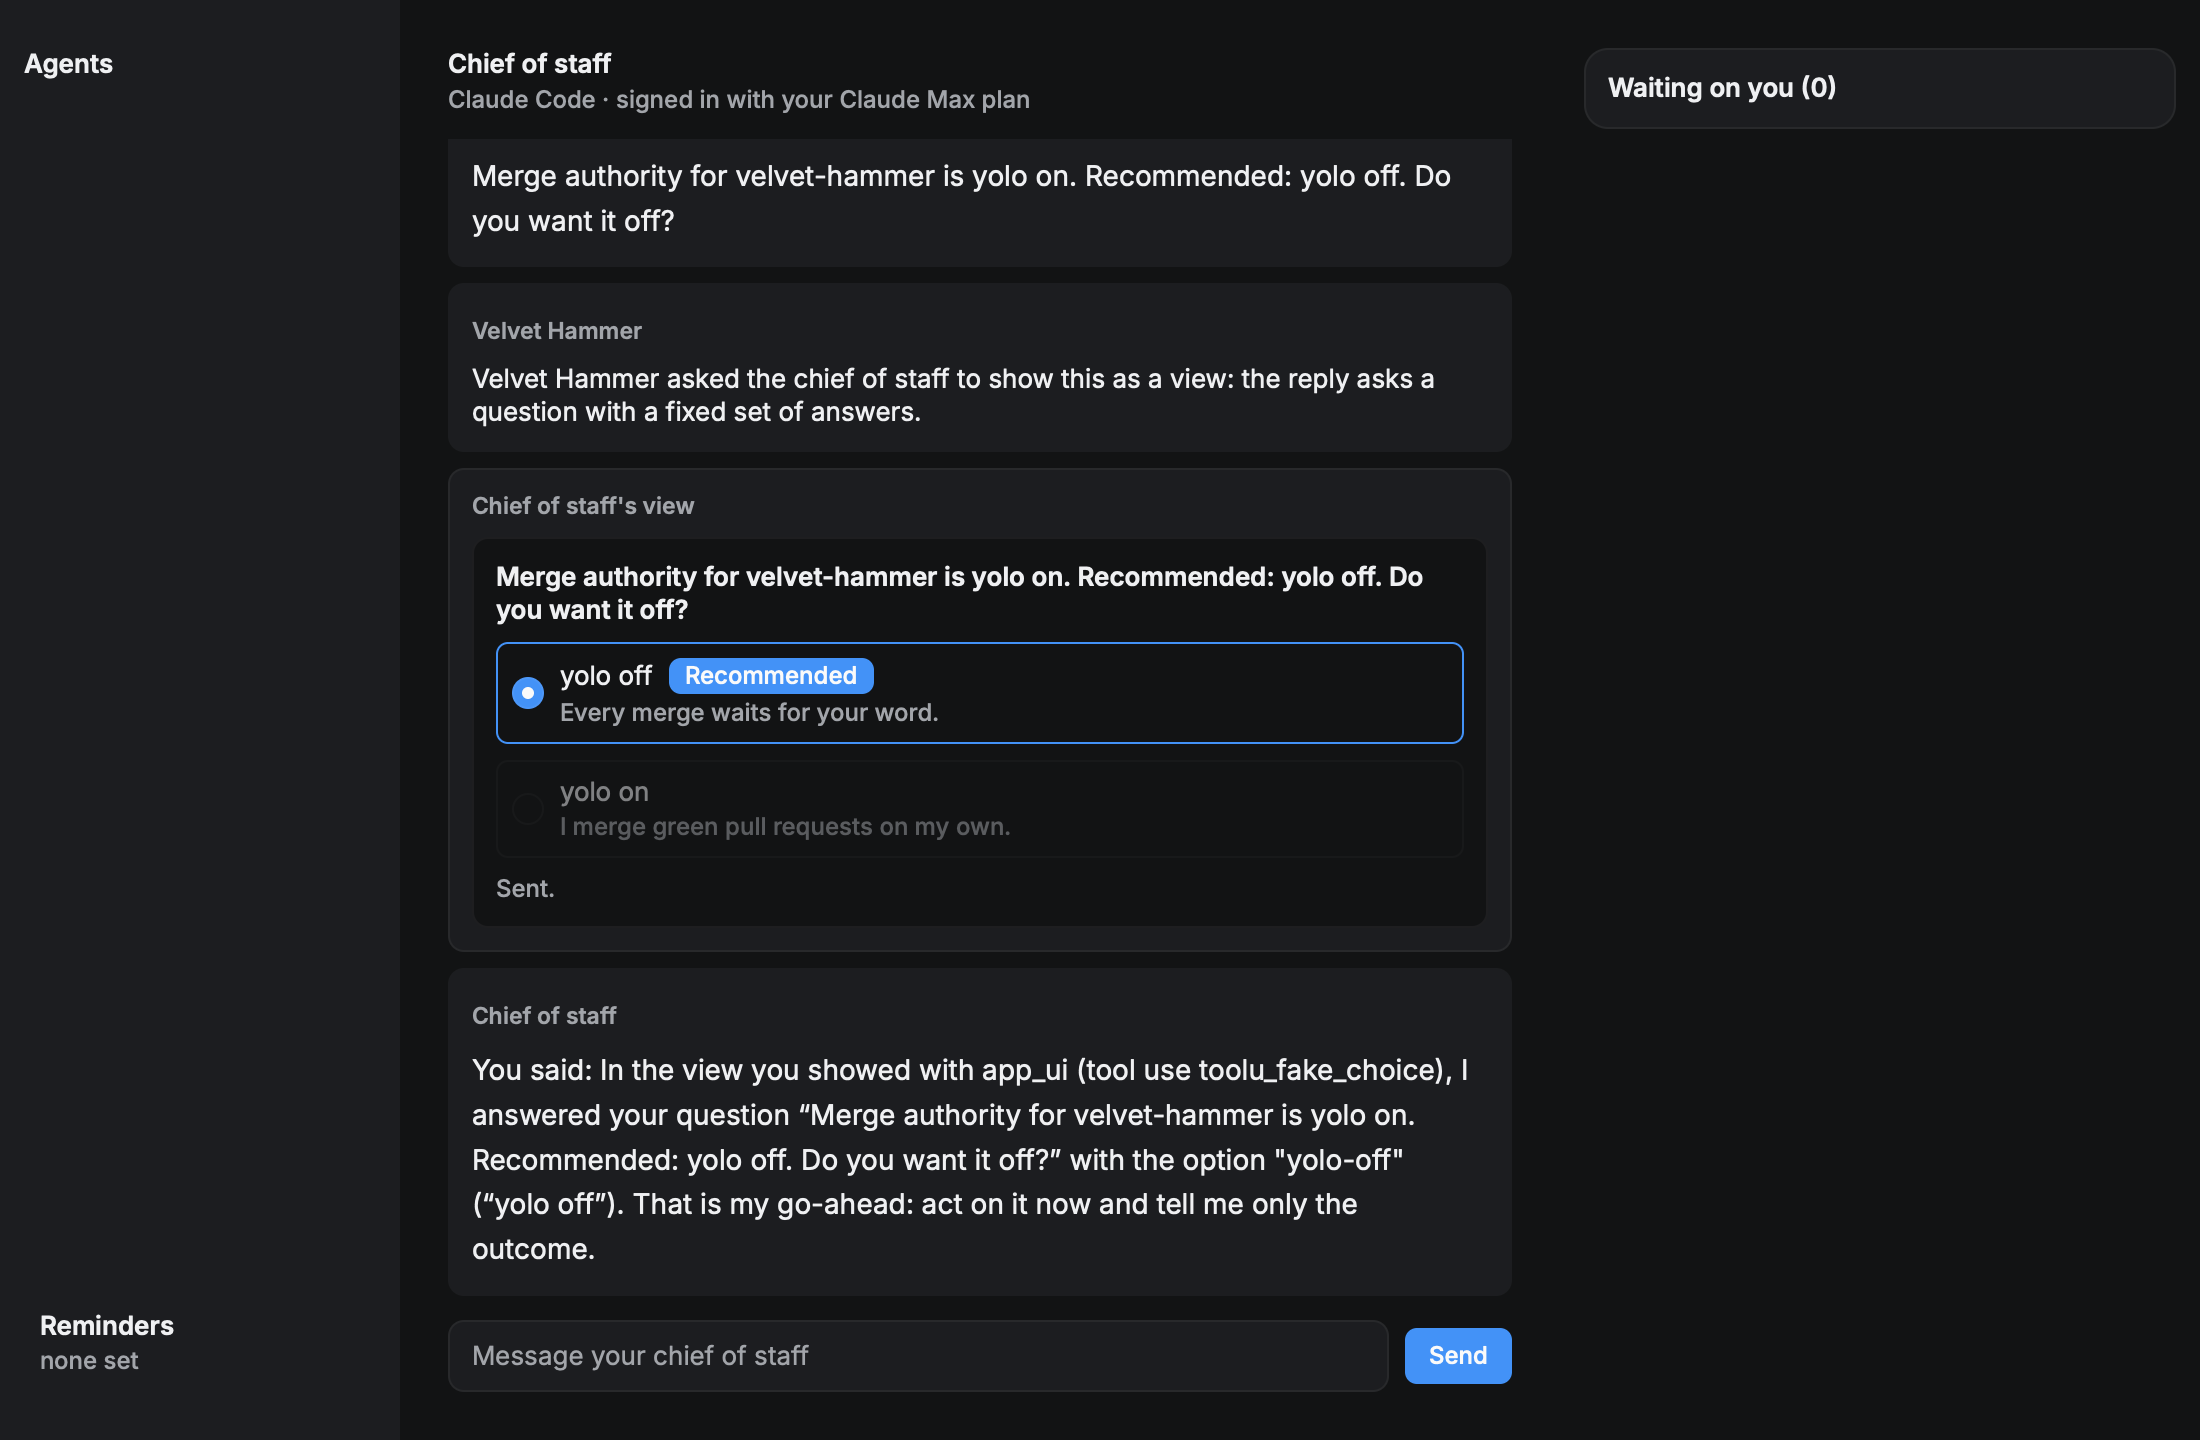 Agents
Chief of staff
Claude Code · signed in with your Claude Max plan
Waiting on you (0)
Merge authority for velvet-hammer is yolo on. Recommended: yolo off. Do
you want it off?
Velvet Hammer
Velvet Hammer asked the chief of staff to show this as a view: the reply asks a
question with a fixed set of answers.
Chief of staff's view
Merge authority for velvet-hammer is yolo on. Recommended: yolo off. Do
you want it off?
yolo off Recommended
Every merge waits for your word.
yolo on
I merge green pull requests on my own.
Sent.
Chief of staff
You said: In the view you showed with app_ui (tool use toolu_fake_choice), I
answered your question “Merge authority for velvet-hammer is yolo on.
Recommended: yolo off. Do you want it off?” with the option "yolo-off"
(“yolo off”). That is my go-ahead: act on it now and tell me only the
outcome.
Reminders
none set
Message your chief of staff
Send